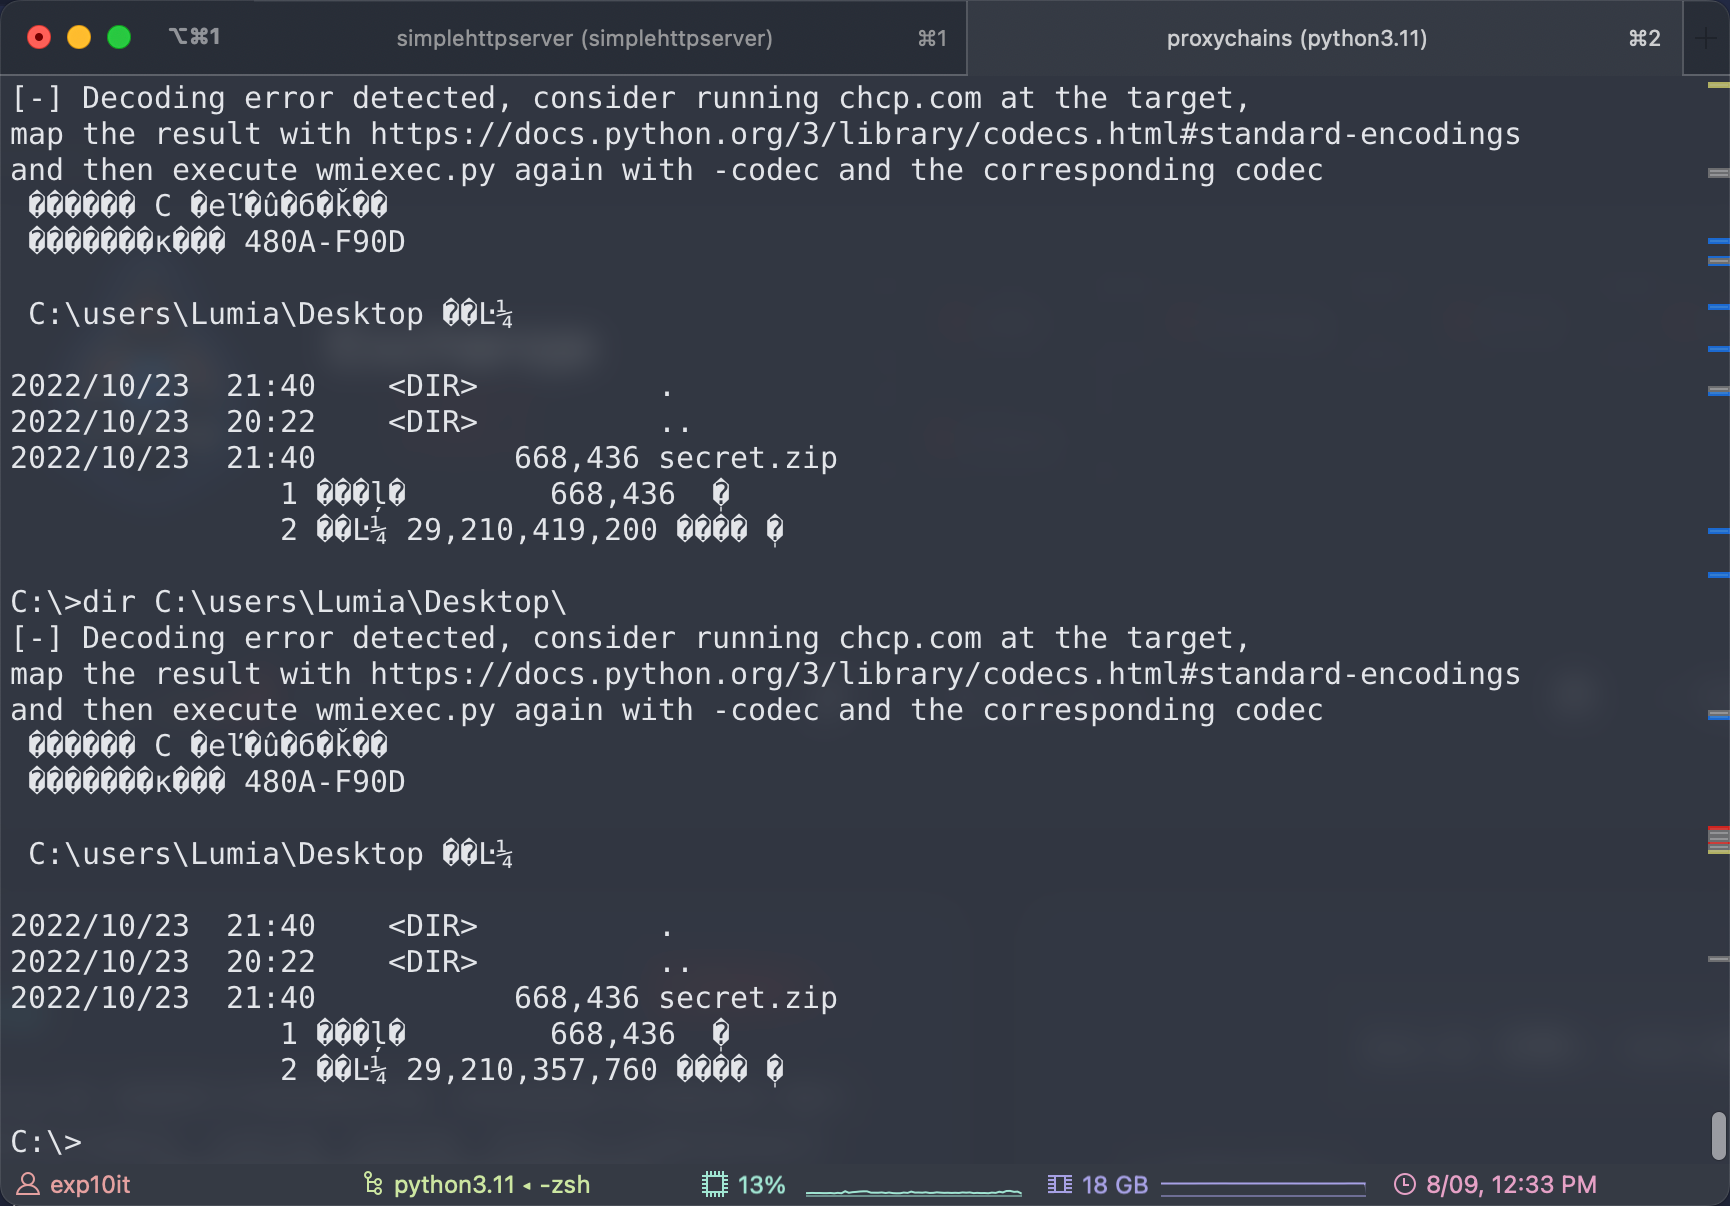 ⌥⌘1 simplehttpserver (simplehttpserver) ⌘1 proxychains (python3.11) ⌘2
[-] Decoding error detected, consider running chcp.com at the target,
map the result with https://docs.python.org/3/library/codecs.html#standard-encodings
and then execute wmiexec.py again with -codec and the corresponding codec
������ C �eľ�û�б�ǩ��
�������к��� 480A-F90D
C:\users\Lumia\Desktop ��Ŀ¼
2022/10/23  21:40    <DIR>          .
2022/10/23  20:22    <DIR>          ..
2022/10/23  21:40           668,436 secret.zip
1 ���ļ�        668,436 �
2 ��Ŀ¼ 29,210,419,200 ���� �
C:\>dir C:\users\Lumia\Desktop\
[-] Decoding error detected, consider running chcp.com at the target,
map the result with https://docs.python.org/3/library/codecs.html#standard-encodings
and then execute wmiexec.py again with -codec and the corresponding codec
������ C �eľ�û�б�ǩ��
�������к��� 480A-F90D
C:\users\Lumia\Desktop ��Ŀ¼
2022/10/23  21:40    <DIR>          .
2022/10/23  20:22    <DIR>          ..
2022/10/23  21:40           668,436 secret.zip
1 ���ļ�        668,436 �
2 ��Ŀ¼ 29,210,357,760 ���� �
C:\>
exp10it python3.11 ◂ -zsh 13% 18 GB 8/09, 12:33 PM